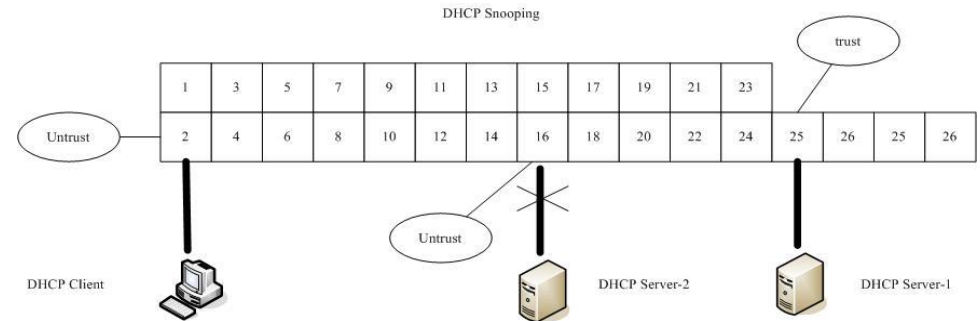 DHCP Snooping
trust
1 3 5 7 9 11 13 15 17 19 21 23
Untrust
2 4 6 8 10 12 14 16 18 20 22 24 25 26 25 26
Untrust
DHCP Client
DHCP Server-2
DHCP Server-1